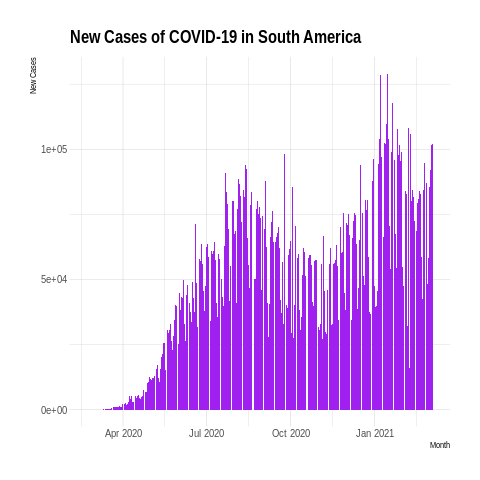 New Cases of COVID-19 in South America
New Cases
1e+05
5e+04
0e+00
Apr 2020 Jul 2020 Oct 2020 Jan 2021
Month